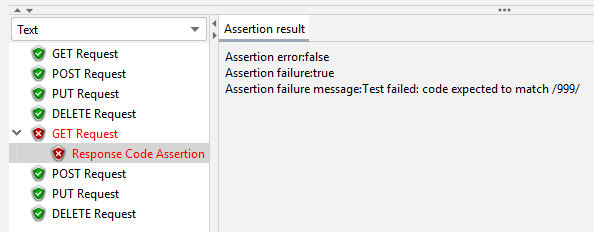 Text
GET Request
POST Request
PUT Request
DELETE Request
GET Request
Response Code Assertion
POST Request
PUT Request
DELETE Request
Assertion result
Assertion error:false
Assertion failure:true
Assertion failure message:Test failed: code expected to match /999/